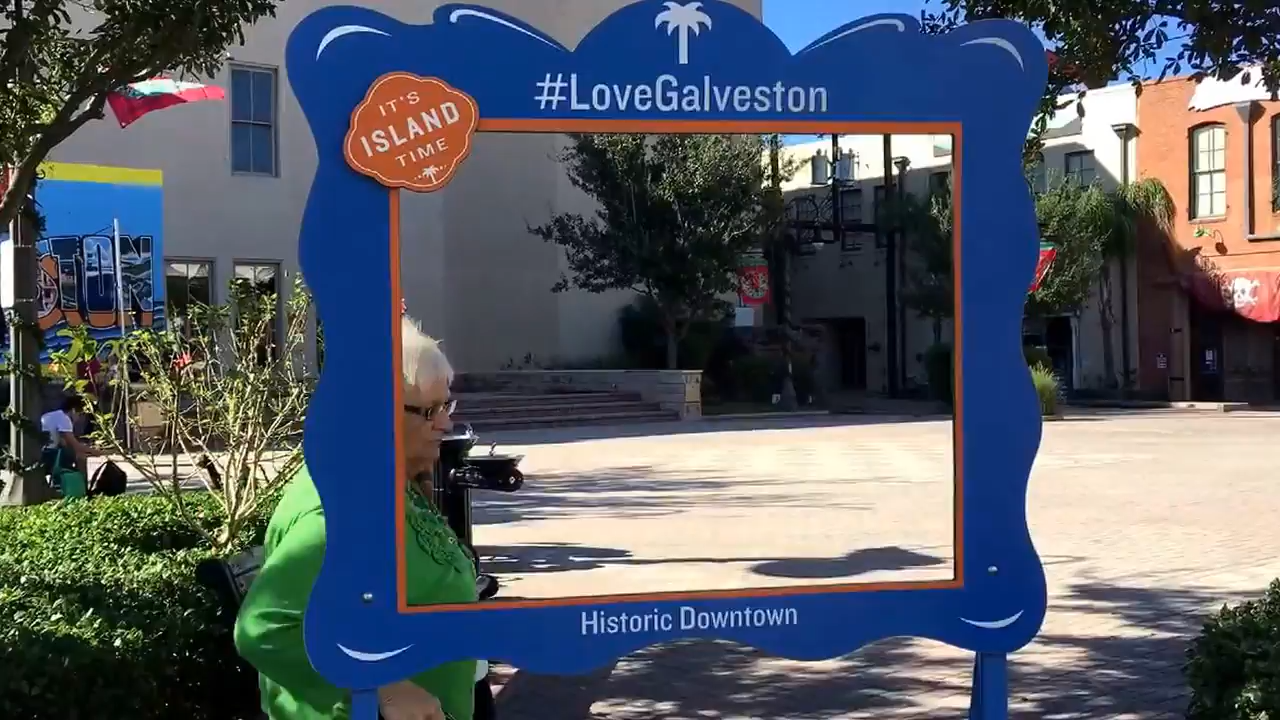 #LoveGalveston
IT'S
ISLAND
TIME
Historic Downtown